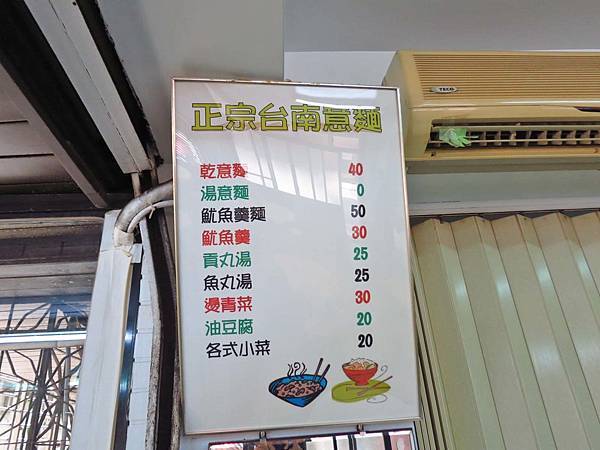 正宗台南意麵
乾意麵 40
湯意麵 0
魷魚羹麵 50
魷魚羹 30
貢丸湯 25
魚丸湯 25
燙青菜 30
油豆腐 20
各式小菜 20
TECO